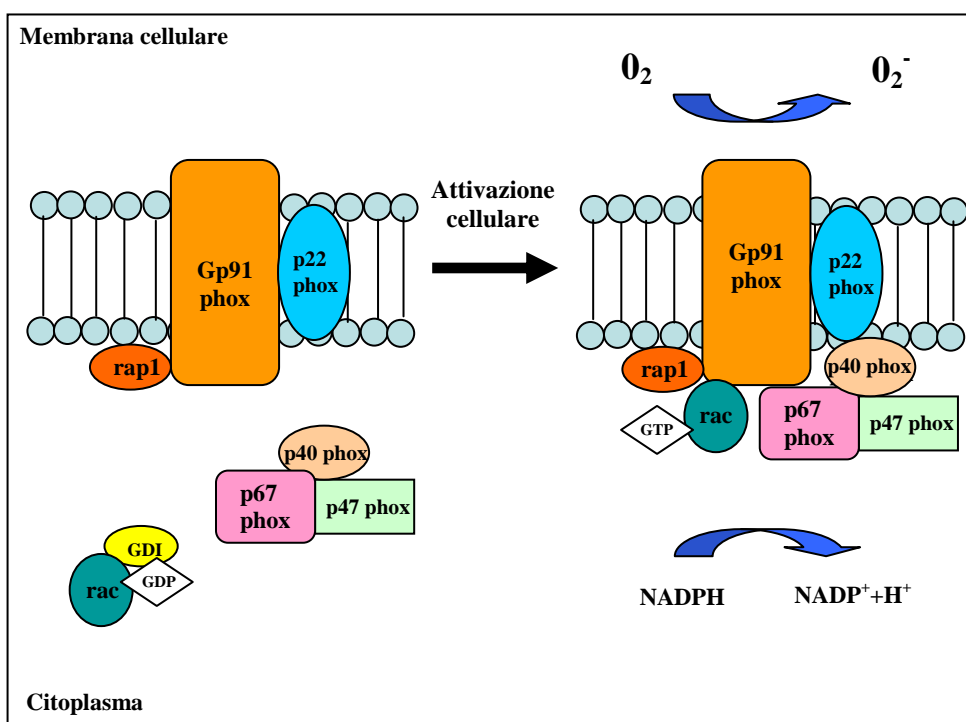 Membrana cellulare
0₂
0₂⁻
Attivazione
cellulare
Gp91
phox
p22
phox
rap1
Gp91
phox
p22
phox
rap1
p40 phox
GTP
rac
p67
phox
p47 phox
p40 phox
p67
phox
p47 phox
GDI
rac
GDP
NADPH
NADP⁺+H⁺
Citoplasma